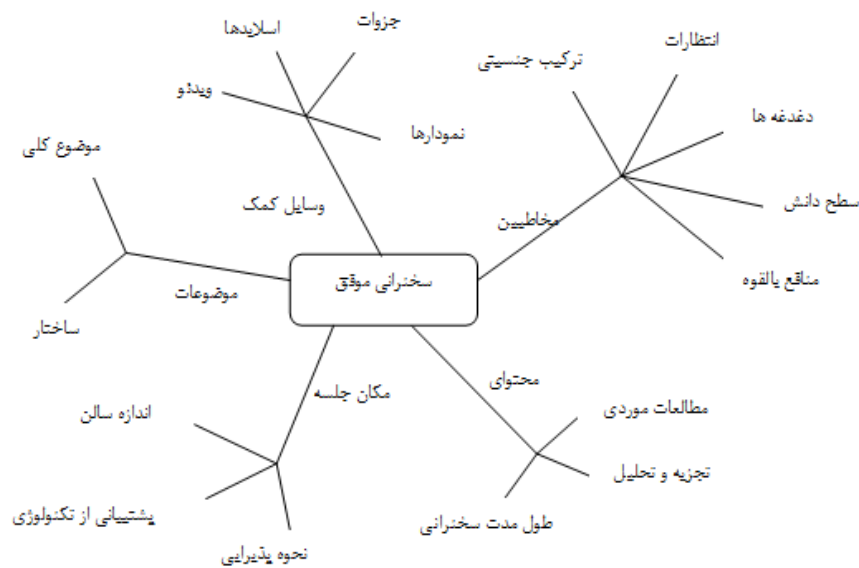 جزوات
اسلایدها
ویدئو
نمودارها
وسایل کمک
انتظارات
ترکیب جنسیتی
دغدغه ها
سطح دانش
منافع بالقوه
مخاطبین
سخنرانی موفق
موضوع کلی
موضوعات
ساختار
مکان جلسه
اندازه سالن
پشتیبانی از تکنولوژی
نحوه پذیرایی
محتوای
مطالعات موردی
تجزیه و تحلیل
طول مدت سخنرانی